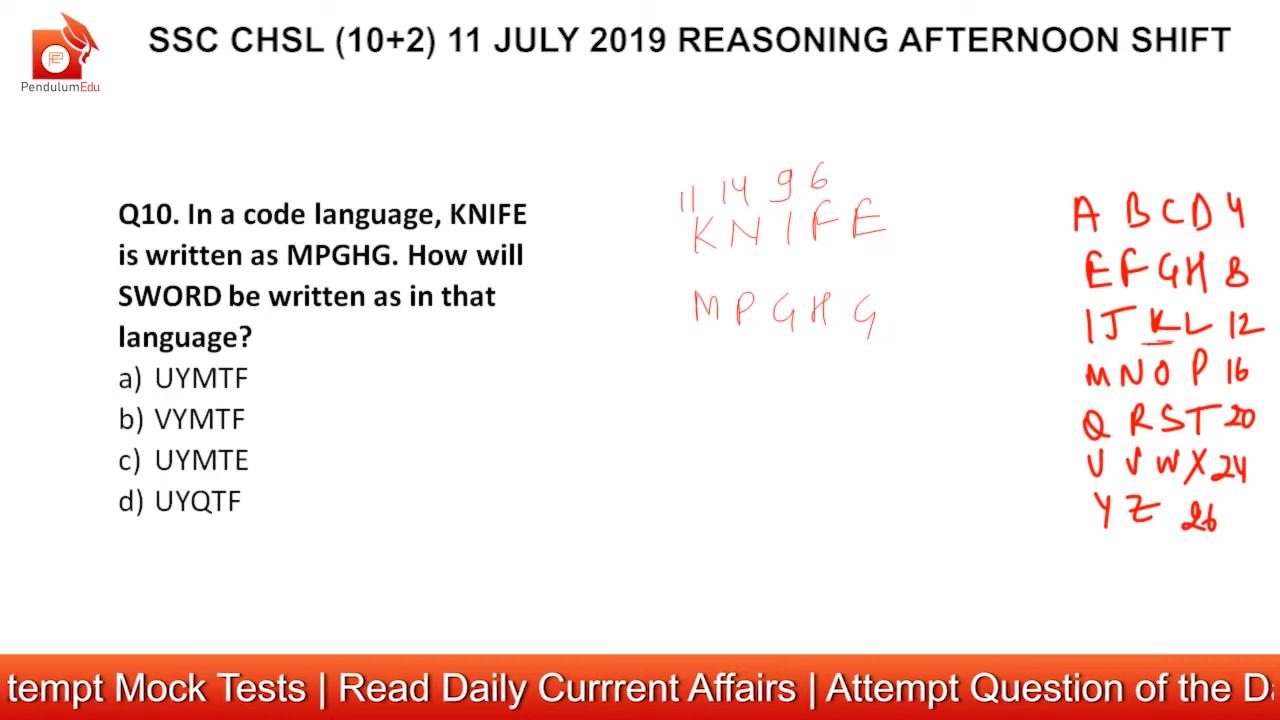 SSC CHSL (10+2) 11 JULY 2019 REASONING AFTERNOON SHIFT
PendulumEdu
Q10. In a code language, KNIFE
is written as MPGHG. How will
SWORD be written as in that
language?
a) UYMTF
b) VYMTF
c) UYMTE
d) UYQTF
11 14 9 6
K N I F E
M P G H G
A B C D 4
E F G H 8
I J K L 12
M N O P 16
Q R S T 20
U V W X 24
Y Z 26
tempt Mock Tests | Read Daily Currrent Affairs | Attempt Question of the Da